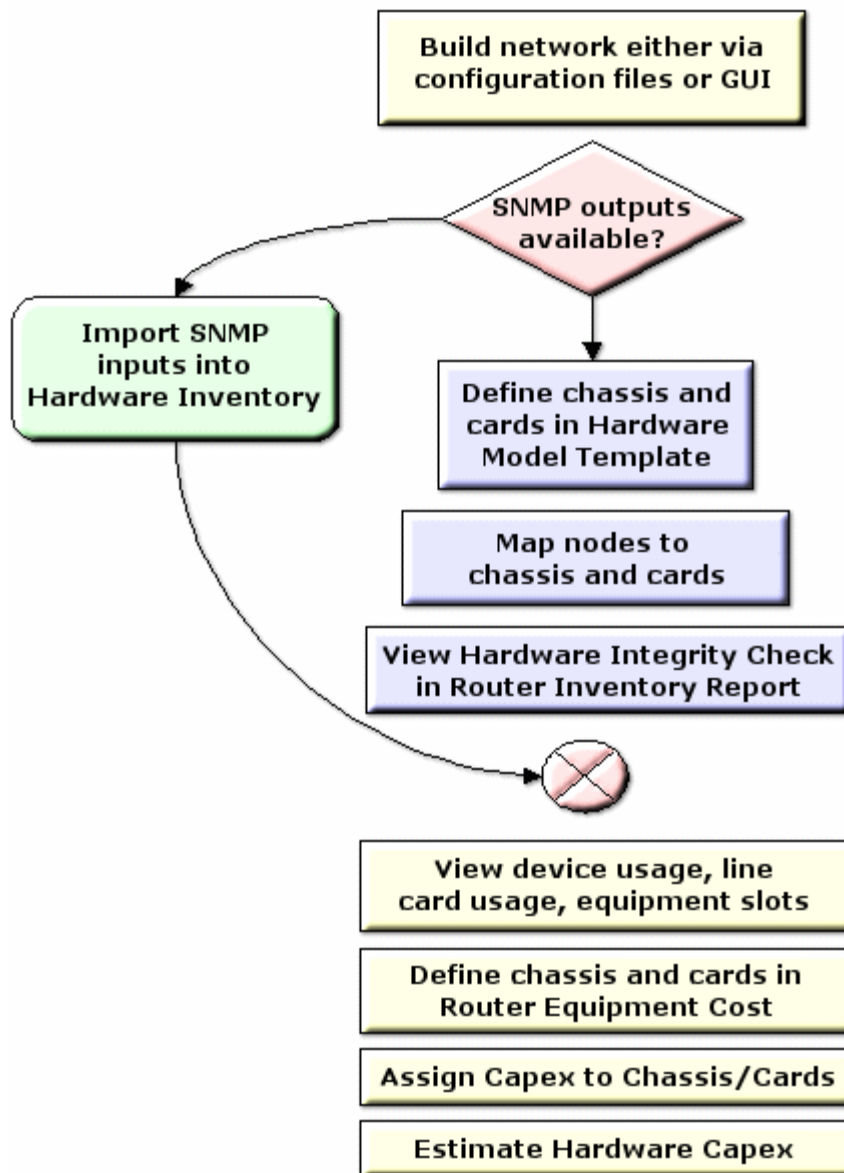 Build network either via
configuration files or GUI
SNMP outputs
available?
Import SNMP
inputs into
Hardware Inventory
Define chassis and
cards in Hardware
Model Template
Map nodes to
chassis and cards
View Hardware Integrity Check
in Router Inventory Report
View device usage, line
card usage, equipment slots
Define chassis and cards in
Router Equipment Cost
Assign Capex to Chassis/Cards
Estimate Hardware Capex